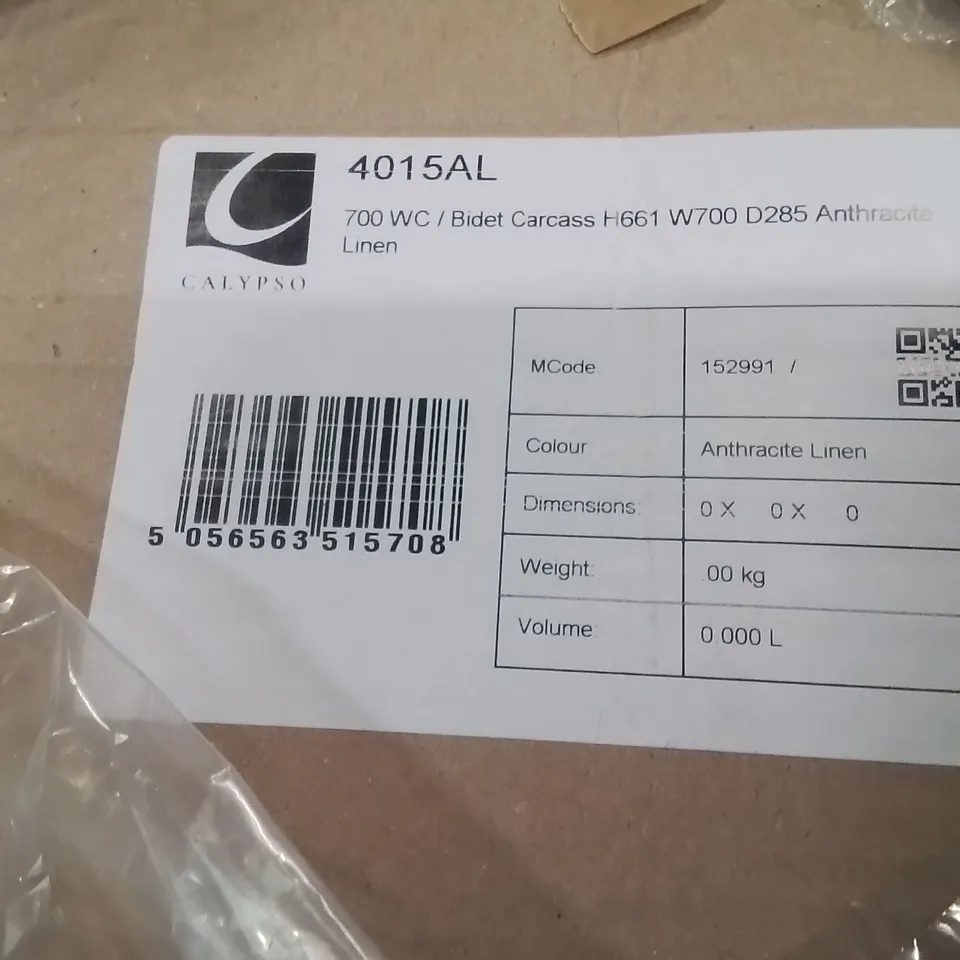 CALYPSO
4015AL
700 WC / Bidet Carcass H661 W700 D285 Anthracite
Linen
MCode 152991 /
Colour Anthracite Linen
Dimensions: 0 X 0 X 0
Weight: .00 kg
Volume: 0.000 L
5 056563 515708